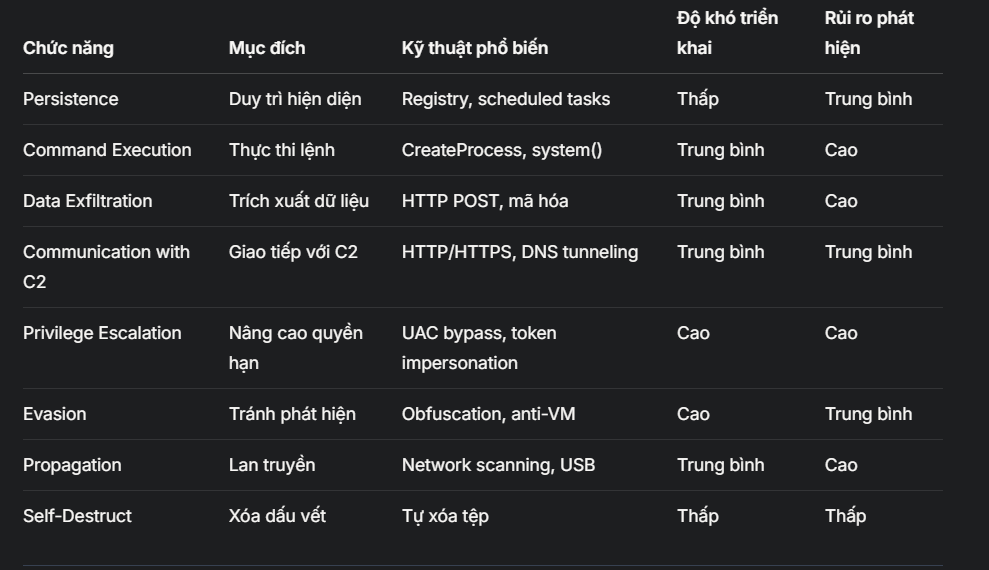 Chức năng	Mục đích	Kỹ thuật phổ biến	Độ khó triển khai	Rủi ro phát hiện
Persistence	Duy trì hiện diện	Registry, scheduled tasks	Thấp	Trung bình
Command Execution	Thực thi lệnh	CreateProcess, system()	Trung bình	Cao
Data Exfiltration	Trích xuất dữ liệu	HTTP POST, mã hóa	Trung bình	Cao
Communication with C2	Giao tiếp với C2	HTTP/HTTPS, DNS tunneling	Trung bình	Trung bình
Privilege Escalation	Nâng cao quyền hạn	UAC bypass, token impersonation	Cao	Cao
Evasion	Tránh phát hiện	Obfuscation, anti-VM	Cao	Trung bình
Propagation	Lan truyền	Network scanning, USB	Trung bình	Cao
Self-Destruct	Xóa dấu vết	Tự xóa tệp	Thấp	Thấp